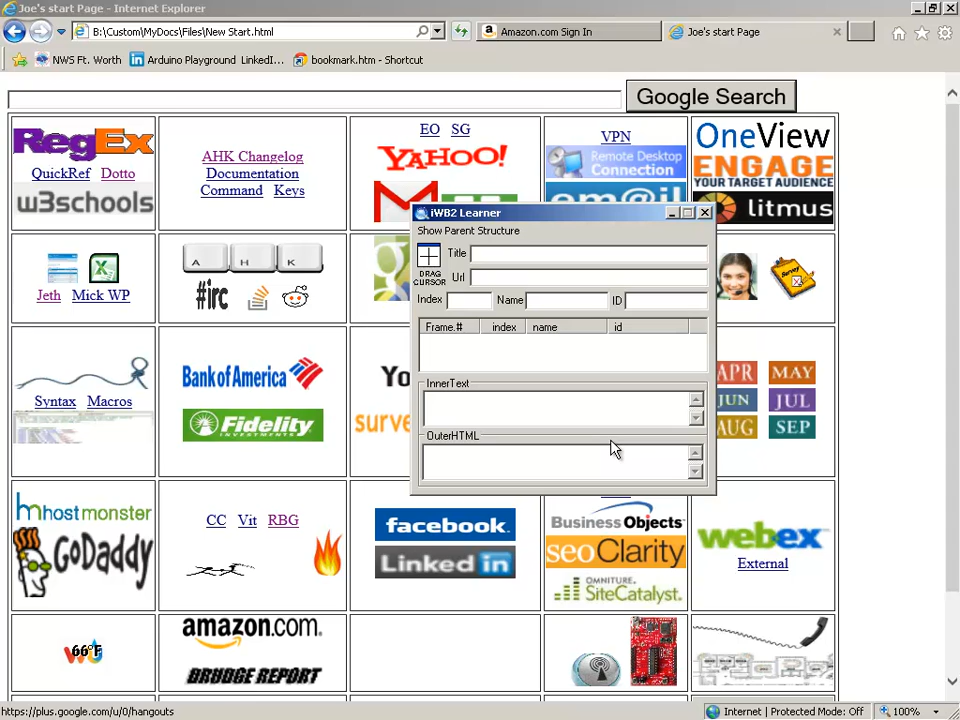 Joe's start Page - Internet Explorer
B:\Custom\MyDocs\Files\New Start.html
Amazon.com Sign In
Joe's start Page
NWS Ft. Worth
Arduino Playground
LinkedI...
bookmark.htm - Shortcut
Google Search
RegEx
QuickRef Dotto
w3schools
AHK Changelog
Documentation
Command Keys
EO SG
YAHOO!
VPN
Remote Desktop
Connection
em@il
OneView
ENGAGE
YOUR TARGET AUDIENCE
litmus
iWB2 Learner
Show Parent Structure
DRAG
CURSOR
Title
Url
Index
Name
ID
Frame.#
index
name
id
InnerText
OuterHTML
Jeth Mick WP
A H K
#irc
g
Survey
Syntax Macros
Bank of America
Fidelity
INVESTMENTS
Yo
surve
APR MAY
JUN JUL
AUG SEP
hostmonster
GoDaddy
CC Vit RBG
facebook.
Linked in
Business Objects
seoClarity
OMNITURE
SiteCatalyst.
webex
External
66°F
amazon.com.
DRUDGE REPORT
https://plus.google.com/u/0/hangouts
Internet | Protected Mode: Off
100%